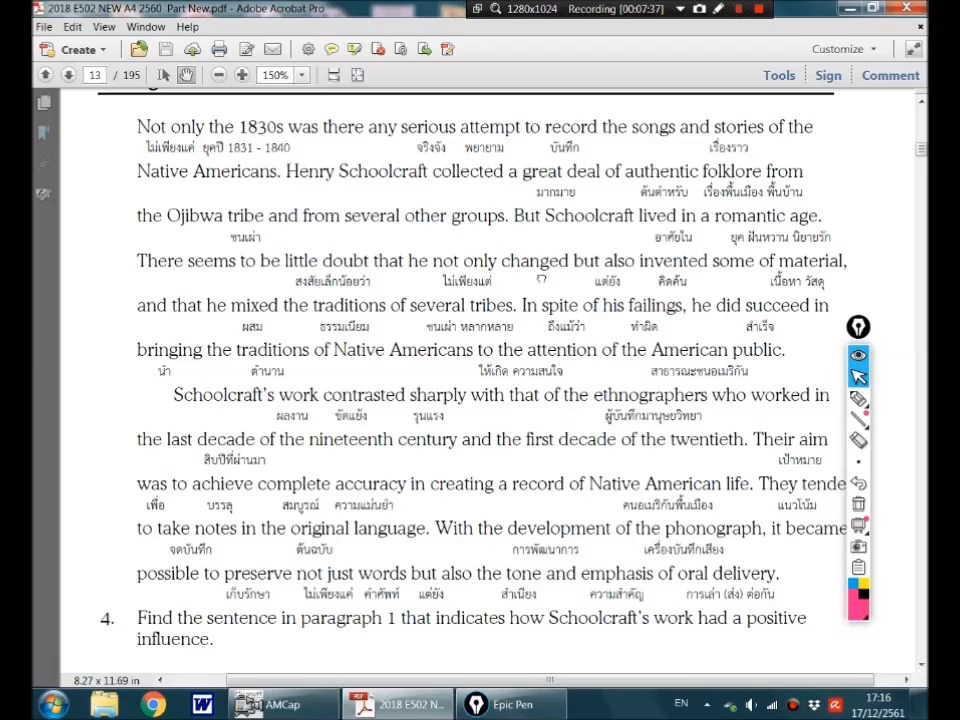 2018 E502 NEW A4 2560  Part New.pdf - Adobe Acrobat Pro
1280x1024 Recording [00:07:37]
File Edit View Window Help
Create
Customize
13 / 195
150%
Tools Sign Comment
Not only the 1830s was there any serious attempt to record the songs and stories of the
ไม่เพียงแค่ ยุคปี 1831 - 1840 จริงจัง พยายาม บันทึก เรื่องราว
Native Americans. Henry Schoolcraft collected a great deal of authentic folklore from
มากมาย ต้นตำหรับ เรื่องพื้นเมือง พื้นบ้าน
the Ojibwa tribe and from several other groups. But Schoolcraft lived in a romantic age.
ชนเผ่า อาศัยใน ยุค ฝันหวาน นิยายรัก
There seems to be little doubt that he not only changed but also invented some of material,
สงสัยเล็กน้อยว่า ไม่เพียงแต่ แต่ยัง คิดค้น เนื้อหา วัสดุ
and that he mixed the traditions of several tribes. In spite of his failings, he did succeed in
ผสม ธรรมเนียม ชนเผ่า หลากหลาย ถึงแม้ว่า ทำผิด สำเร็จ
bringing the traditions of Native Americans to the attention of the American public.
นำ ตำนาน ให้เกิด ความสนใจ สาธารณะชนอเมริกัน
Schoolcraft's work contrasted sharply with that of the ethnographers who worked in
ผลงาน ขัดแย้ง รุนแรง ผู้บันทึกมานุษยวิทยา
the last decade of the nineteenth century and the first decade of the twentieth. Their aim
สิบปีที่ผ่านมา เป้าหมาย
was to achieve complete accuracy in creating a record of Native American life. They tende
เพื่อ บรรลุ สมบูรณ์ ความแม่นยำ คนอเมริกันพื้นเมือง แนวโน้ม
to take notes in the original language. With the development of the phonograph, it became
จดบันทึก ต้นฉบับ การพัฒนาการ เครื่องบันทึกเสียง
possible to preserve not just words but also the tone and emphasis of oral delivery.
เก็บรักษา ไม่เพียงแค่ คำศัพท์ แต่ยัง สำเนียง ความสำคัญ การเล่า (ส่ง) ต่อกัน
4. Find the sentence in paragraph 1 that indicates how Schoolcraft's work had a positive
influence.
8.27 x 11.69 in
AMCap 2018 E502 N... Epic Pen EN 17:16
17/12/2561